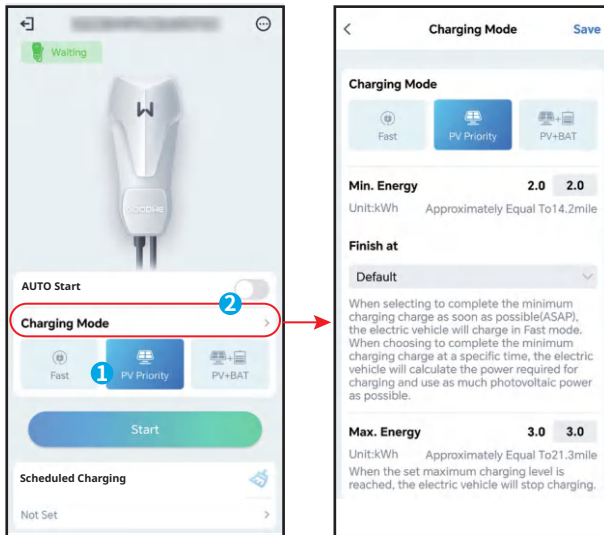 Waiting
GOODWE
AUTO Start
2
Charging Mode
Fast
1
PV Priority
PV+BAT
Start
Scheduled Charging
Not Set
Charging Mode
Save
Charging Mode
Fast
PV Priority
PV+BAT
Min. Energy 2.0 2.0
Unit:kWh Approximately Equal To14.2mile
Finish at
Default
When selecting to complete the minimum
charging charge as soon as possible(ASAP),
the electric vehicle will charge in Fast mode.
When choosing to complete the minimum
charging charge at a specific time, the electric
vehicle will calculate the power required for
charging and use as much photovoltaic power
as possible.
Max. Energy 3.0 3.0
Unit:kWh Approximately Equal To21.3mile
When the set maximum charging level is
reached, the electric vehicle will stop charging.